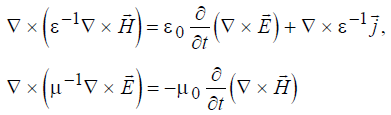 ∇ × (ε⁻¹∇ × H⃗) = ε₀ ∂/∂t (∇ × E⃗) + ∇ × ε⁻¹j⃗,
∇ × (μ⁻¹∇ × E⃗) = −μ₀ ∂/∂t (∇ × H⃗)